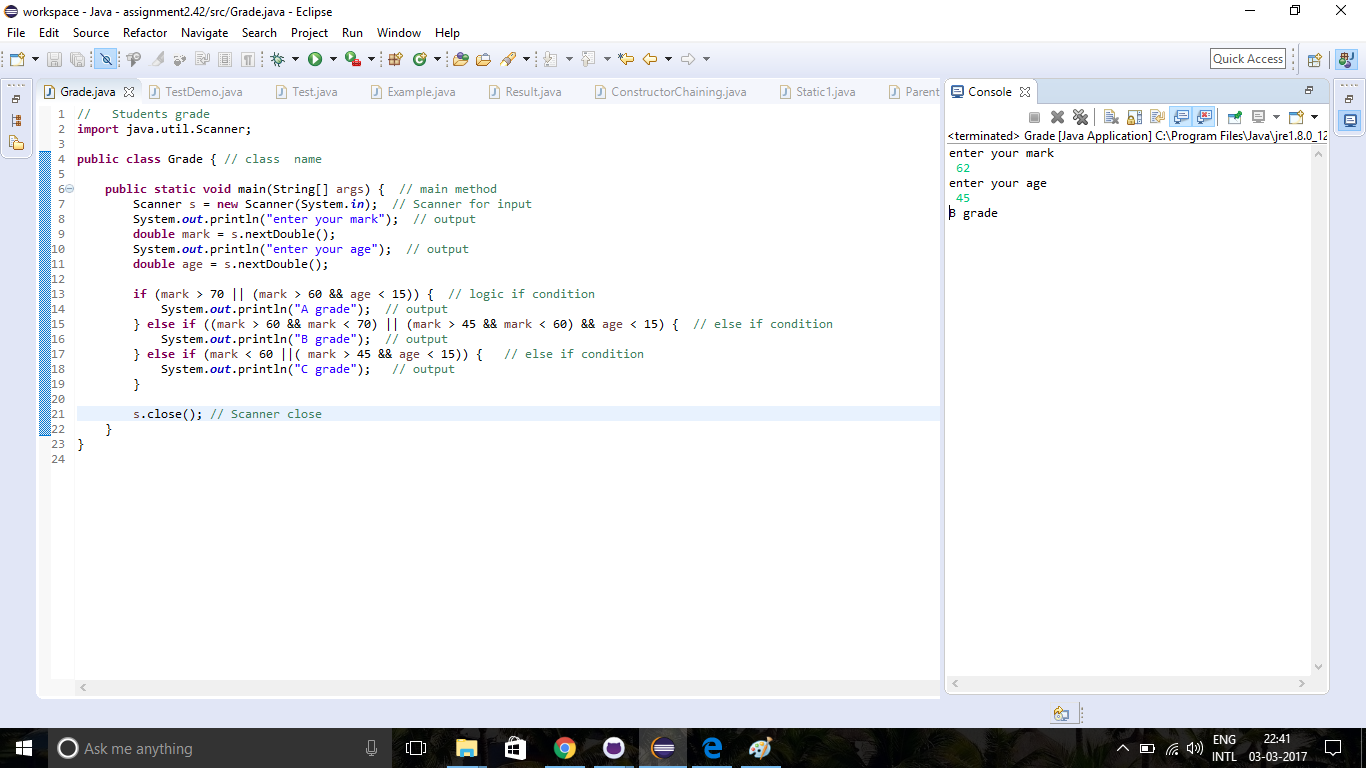 workspace - Java - assignment2.42/src/Grade.java - Eclipse
File Edit Source Refactor Navigate Search Project Run Window Help
Quick Access
Grade.java TestDemo.java Test.java Example.java Result.java ConstructorChaining.java Static1.java Parent
1 //   Students grade
2 import java.util.Scanner;
3
4 public class Grade { // class  name
5
6     public static void main(String[] args) {  // main method
7         Scanner s = new Scanner(System.in);  // Scanner for input
8         System.out.println("enter your mark");  // output
9         double mark = s.nextDouble();
10         System.out.println("enter your age");  // output
11         double age = s.nextDouble();
12
13         if (mark > 70 || (mark > 60 && age < 15)) {  // logic if condition
14             System.out.println("A grade");  // output
15         } else if ((mark > 60 && mark < 70) || (mark > 45 && mark < 60) && age < 15) {  // else if condition
16             System.out.println("B grade");  // output
17         } else if (mark < 60 ||( mark > 45 && age < 15)) {   // else if condition
18             System.out.println("C grade");   // output
19         }
20
21         s.close(); // Scanner close
22     }
23 }
24
Console
<terminated> Grade [Java Application] C:\Program Files\Java\jre1.8.0_12
enter your mark
62
enter your age
45
B grade
Ask me anything
ENG
INTL
22:41
03-03-2017